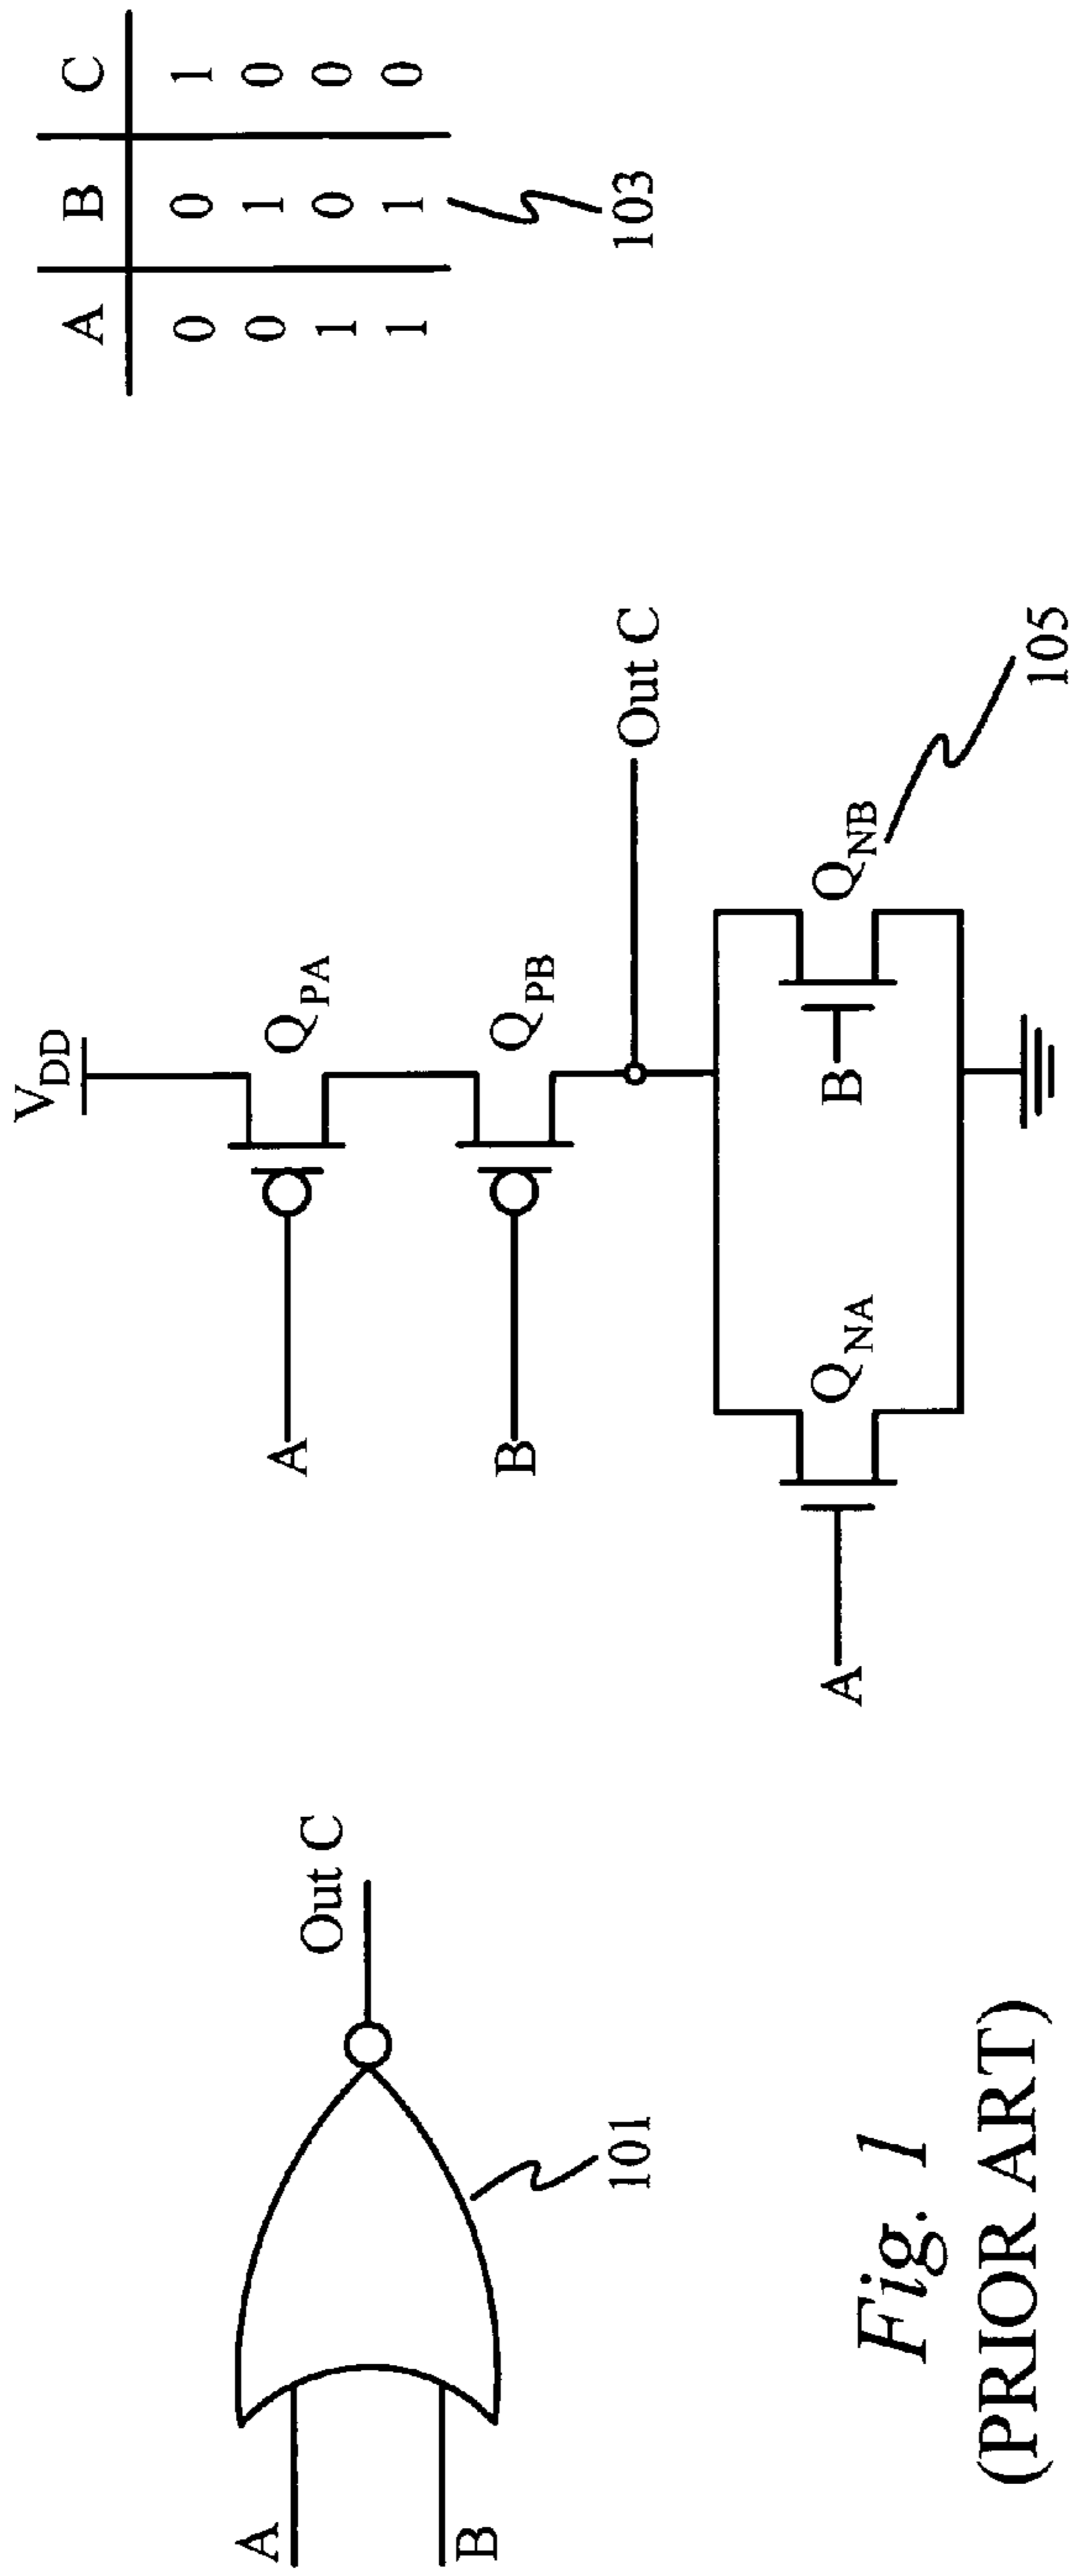 A
B
Out C
101
V_DD
A
Q_PA
B
Q_PB
Out C
A
Q_NA
B
Q_NB
105
A B C
0 0 1
0 1 0
1 0 0
1 1 0
103
Fig. 1
(PRIOR ART)